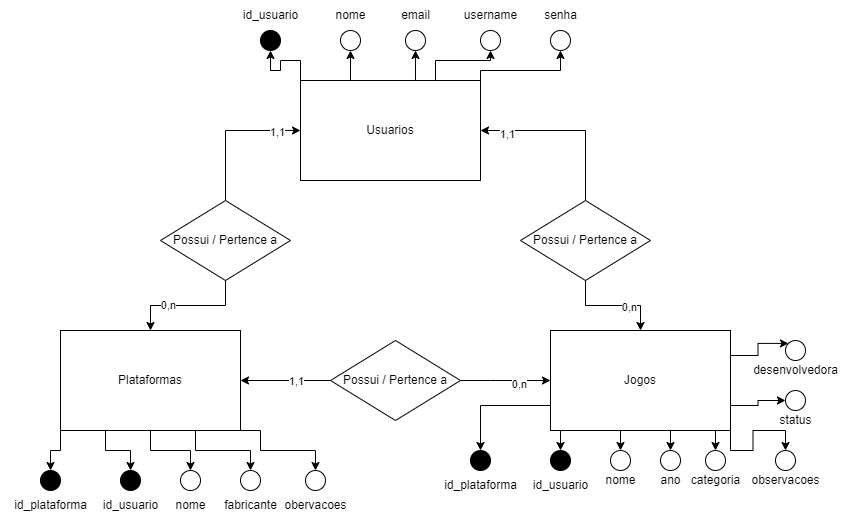 id_usuario
nome
email
username
senha
Usuarios
1,1
1,1
Possui / Pertence a
Possui / Pertence a
0,n
0,n
Plataformas
1,1
Possui / Pertence a
0,n
Jogos
desenvolvedora
status
id_plataforma
id_usuario
nome
fabricante
obervacoes
id_plataforma
id_usuario
nome
ano
categoria
observacoes